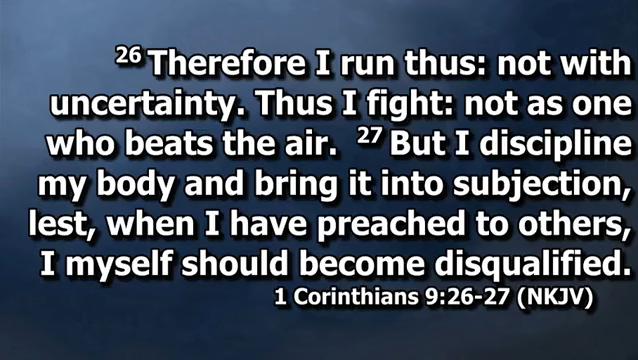 26 Therefore I run thus: not with
uncertainty. Thus I fight: not as one
who beats the air. 27 But I discipline
my body and bring it into subjection,
lest, when I have preached to others,
I myself should become disqualified.
1 Corinthians 9:26-27 (NKJV)